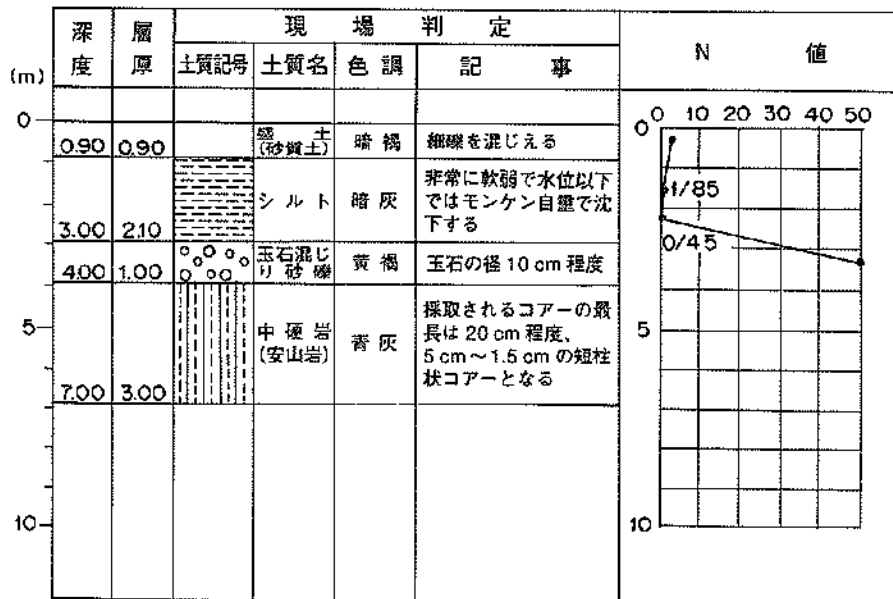 深度 層厚 現場判定 N 値
(m) 土質記号 土質名 色調 記事
0 0 10 20 30 40 50
0
0.90 0.90 盛土 暗褐 細礫を混じえる
(砂質土)
3.00 2.10 シルト 暗灰 非常に軟弱で水位以下
ではモンケン自重で沈
下する
1/85
0/45
4.00 1.00 玉石混じ 黄褐 玉石の径 10 cm 程度
り砂礫
5 5
7.00 3.00 中硬岩 青灰 採取されるコアーの最
(安山岩) 長は 20 cm 程度、
5 cm～1.5 cm の短柱
状コアーとなる
10 10